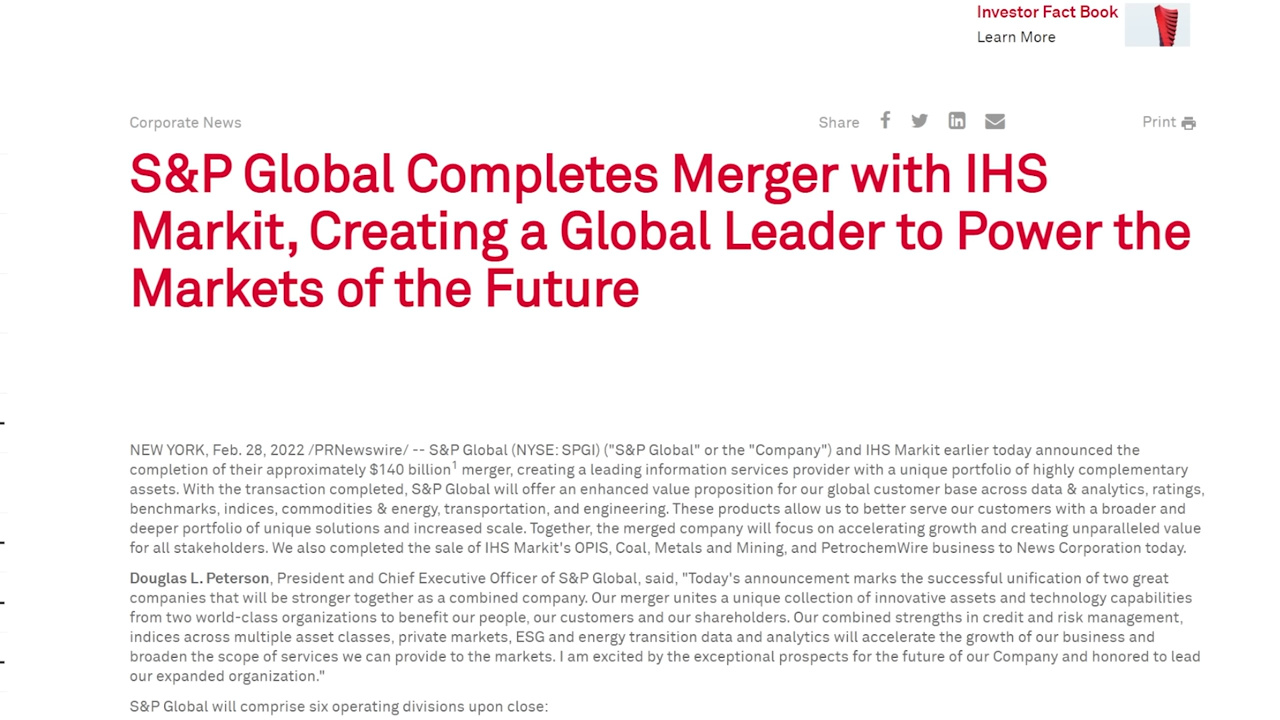 Investor Fact Book
Learn More
Corporate News
Share
Print
S&P Global Completes Merger with IHS
Markit, Creating a Global Leader to Power the
Markets of the Future
NEW YORK, Feb. 28, 2022 /PRNewswire/ -- S&P Global (NYSE: SPGI) ("S&P Global" or the "Company") and IHS Markit earlier today announced the
completion of their approximately $140 billion¹ merger, creating a leading information services provider with a unique portfolio of highly complementary
assets. With the transaction completed, S&P Global will offer an enhanced value proposition for our global customer base across data & analytics, ratings,
benchmarks, indices, commodities & energy, transportation, and engineering. These products allow us to better serve our customers with a broader and
deeper portfolio of unique solutions and increased scale. Together, the merged company will focus on accelerating growth and creating unparalleled value
for all stakeholders. We also completed the sale of IHS Markit's OPIS, Coal, Metals and Mining, and PetrochemWire business to News Corporation today.
Douglas L. Peterson, President and Chief Executive Officer of S&P Global, said, "Today's announcement marks the successful unification of two great
companies that will be stronger together as a combined company. Our merger unites a unique collection of innovative assets and technology capabilities
from two world-class organizations to benefit our people, our customers and our shareholders. Our combined strengths in credit and risk management,
indices across multiple asset classes, private markets, ESG and energy transition data and analytics will accelerate the growth of our business and
broaden the scope of services we can provide to the markets. I am excited by the exceptional prospects for the future of our Company and honored to lead
our expanded organization."
S&P Global will comprise six operating divisions upon close: